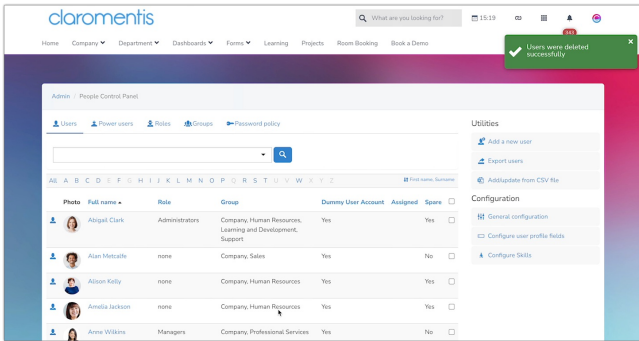 claromentis
What are you looking for?
15:19
343
Home Company Department Dashboards Forms Learning Projects Room Booking Book a Demo
Users were deleted
successfully
×
Admin / People Control Panel
Users Power users Roles Groups Password policy
All A B C D E F G H I J K L M N O P Q R S T U V W X Y Z
First name, Surname
Photo Full name Role Group Dummy User Account Assigned Spare
Abigail Clark Administrators Company, Human Resources, Yes Yes
Learning and Development,
Support
Alan Metcalfe none Company, Sales Yes No
Alison Kelly none Company, Human Resources Yes Yes
Amelia Jackson none Company, Human Resources Yes Yes
Anne Wilkins Managers Company, Professional Services Yes No
Utilities
Add a new user
Export users
Add/update from CSV file
Configuration
General configuration
Configure user profile fields
Configure Skills